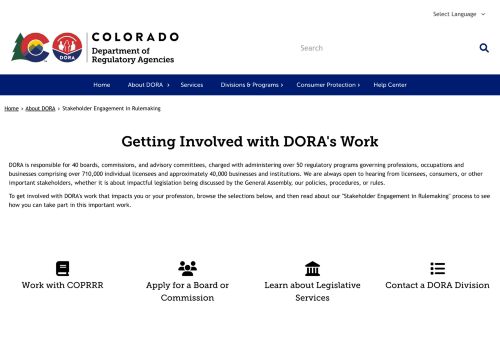 Select Language
COLORADO
Department of
Regulatory Agencies
DORA
Search
Home About DORA Services Divisions & Programs Consumer Protection Help Center
Home › About DORA › Stakeholder Engagement in Rulemaking
Getting Involved with DORA's Work
DORA is responsible for 40 boards, commissions, and advisory committees, charged with administering over 50 regulatory programs governing professions, occupations and
businesses comprising over 710,000 individual licensees and approximately 40,000 businesses and institutions. We are always open to hearing from licensees, consumers, or other
important stakeholders, whether it is about impactful legislation being discussed by the General Assembly, our policies, procedures, or rules.
To get involved with DORA's work that impacts you or your profession, browse the selections below, and then read about our "Stakeholder Engagement in Rulemaking" process to see
how you can take part in this important work.
Work with COPRRR
Apply for a Board or
Commission
Learn about Legislative
Services
Contact a DORA Division